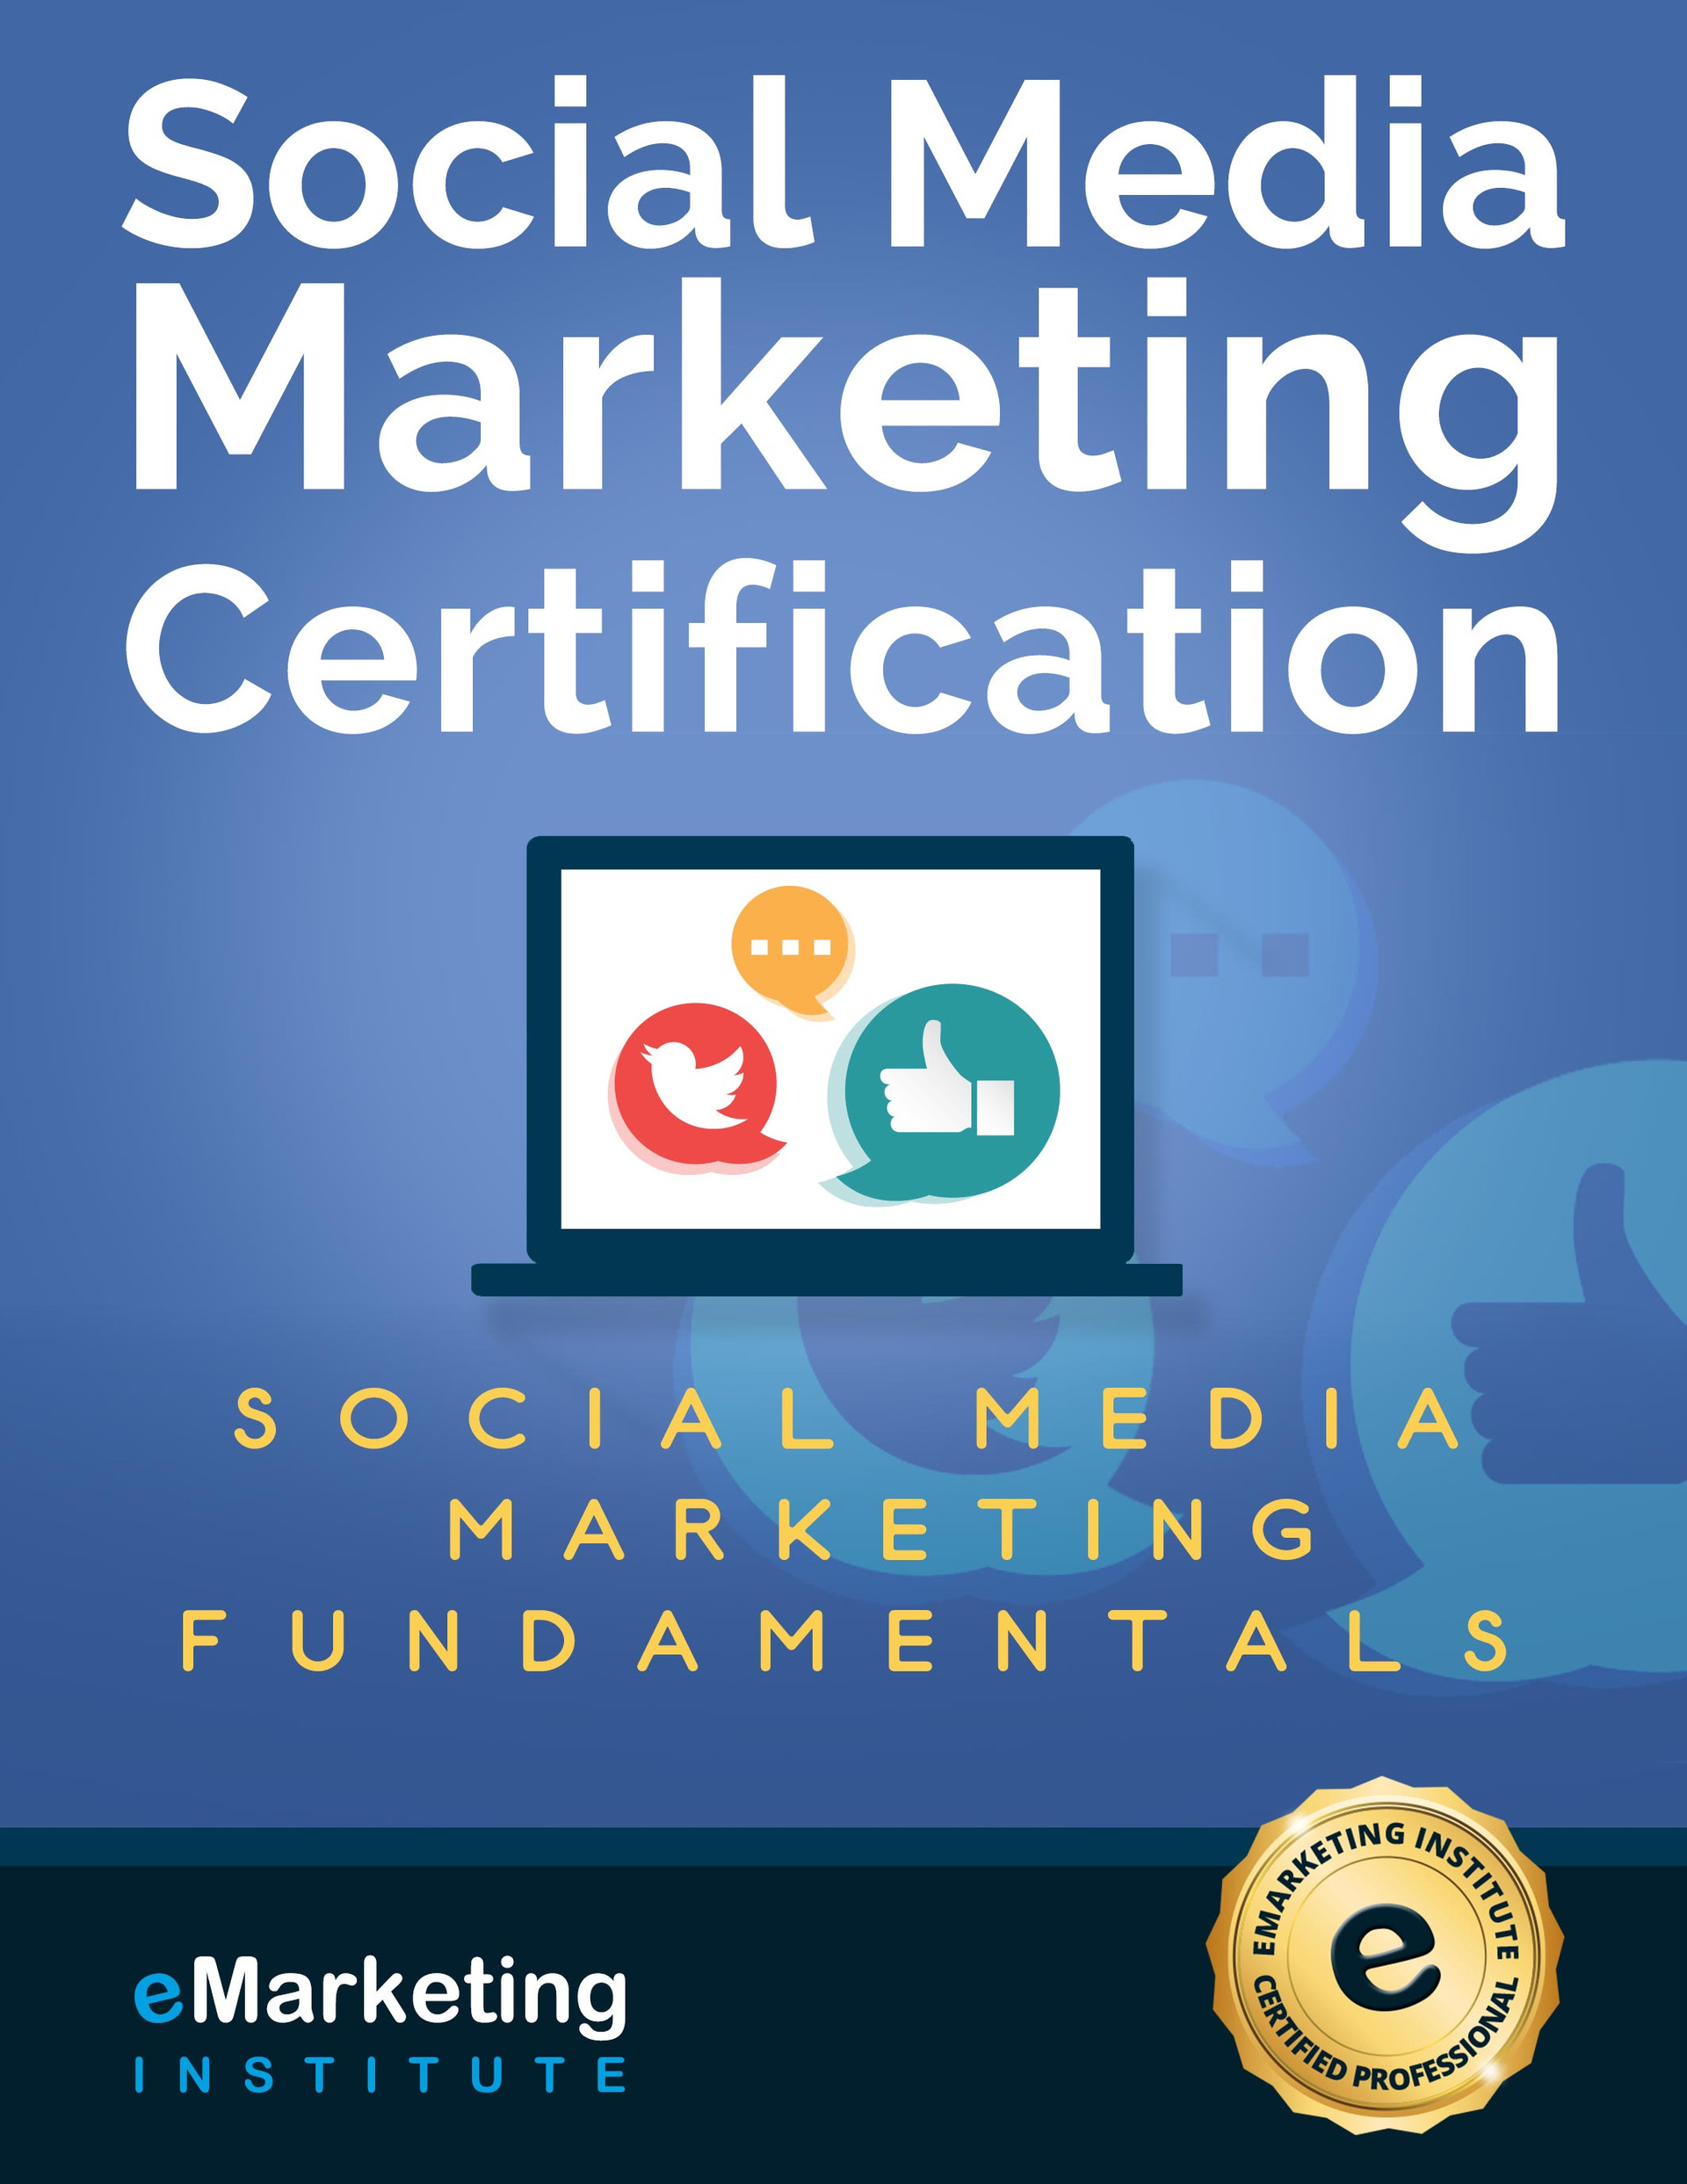 Social Media
Marketing
Certification
SOCIAL MEDIA
MARKETING
FUNDAMENTALS
eMarketing
INSTITUTE
EMARKETING INSTITUTE
e
CERTIFIED PROFESSIONAL